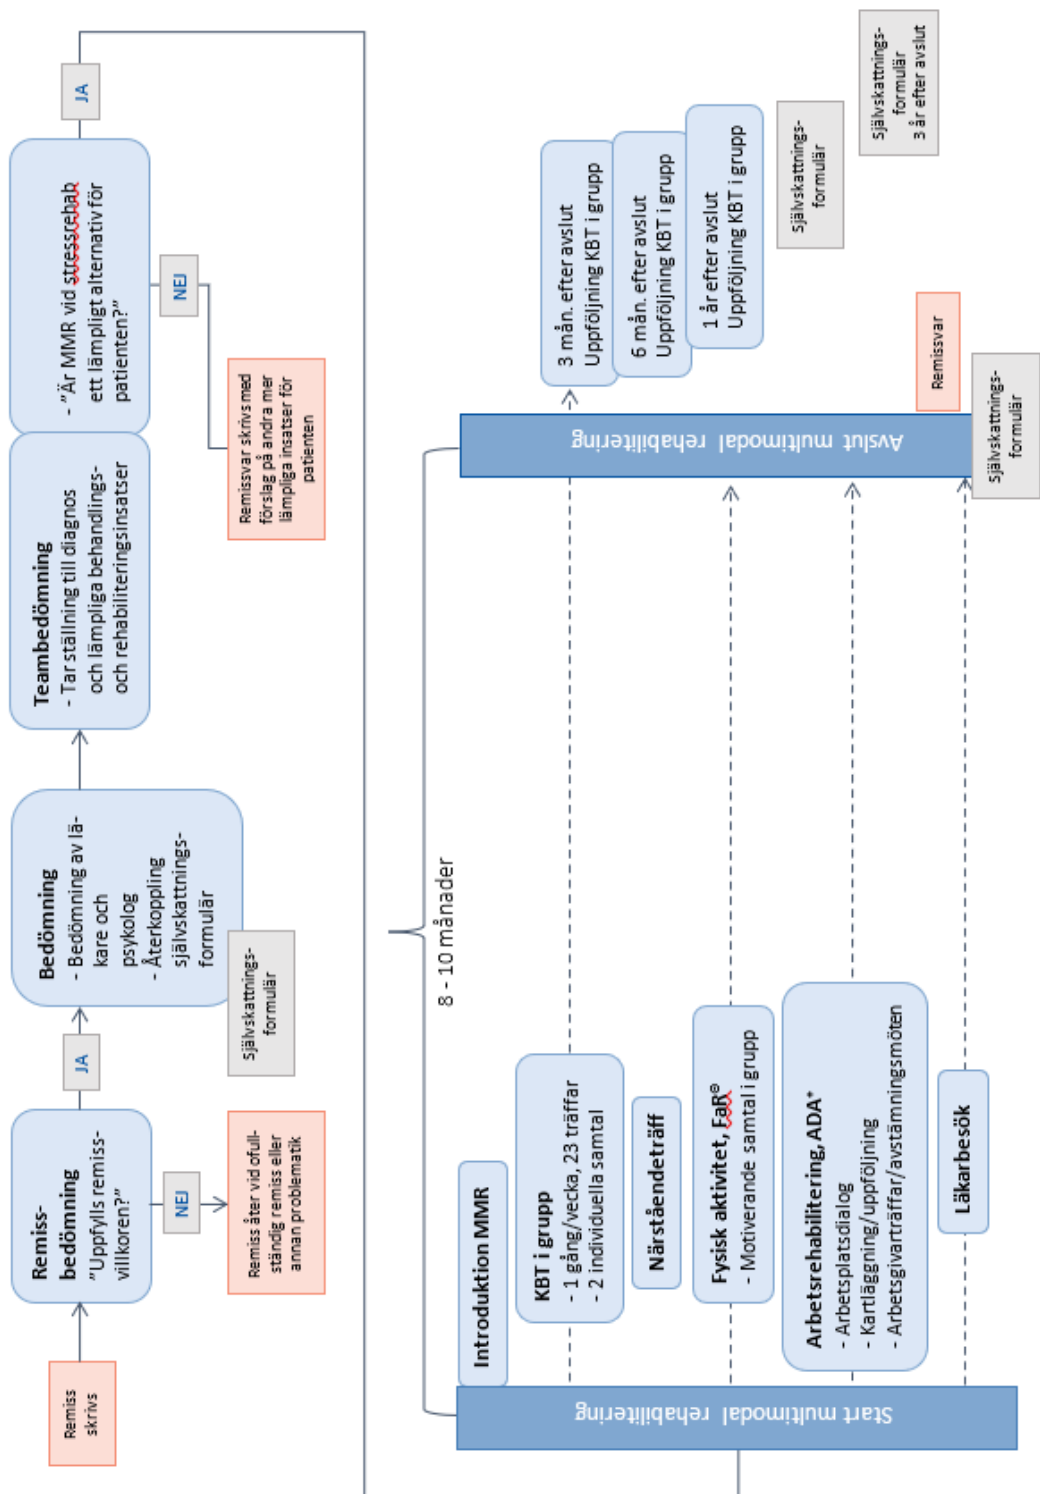 Remiss
skrivs
Remiss-
bedömning
”Uppfylls remiss-
villkoren?”
JA
NEJ
Remiss åter vid ofull-
ständig remiss eller
annan problematik
Bedömning
- Bedömning av lä-
kare och
psykolog
- Återkoppling
självskattnings-
formulär
Självskattnings-
formulär
Teambedömning
- Tar ställning till diagnos
och lämpliga behandlings-
och rehabiliteringsinsatser
- ”Är MMR vid stressrehab
ett lämpligt alternativ för
patienten?”
JA
NEJ
Remissvar skrivs med
förslag på andra mer
lämpliga insatser för
patienten
8 - 10 månader
Start multimodal rehabilitering
Introduktion MMR
KBT i grupp
- 1 gång/vecka, 23 träffar
- 2 individuella samtal
Närståendeträff
Fysisk aktivitet, FaR®
- Motiverande samtal i grupp
Arbetsrehabilitering, ADA+
- Arbetsplatsdialog
- Kartläggning/uppföljning
- Arbetsgivarträffar/avstämningsmöten
Läkarbesök
Avslut multimodal rehabilitering
Remissvar
Självskattnings-
formulär
3 mån. efter avslut
Uppföljning KBT i grupp
6 mån. efter avslut
Uppföljning KBT i grupp
1 år efter avslut
Uppföljning KBT i grupp
Självskattnings-
formulär
Självskattnings-
formulär
3 år efter avslut